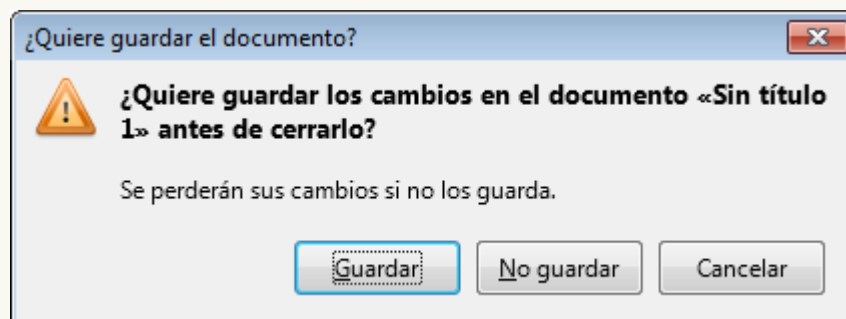 ¿Quiere guardar el documento?
¿Quiere guardar los cambios en el documento «Sin título
1» antes de cerrarlo?
Se perderán sus cambios si no los guarda.
Guardar No guardar Cancelar